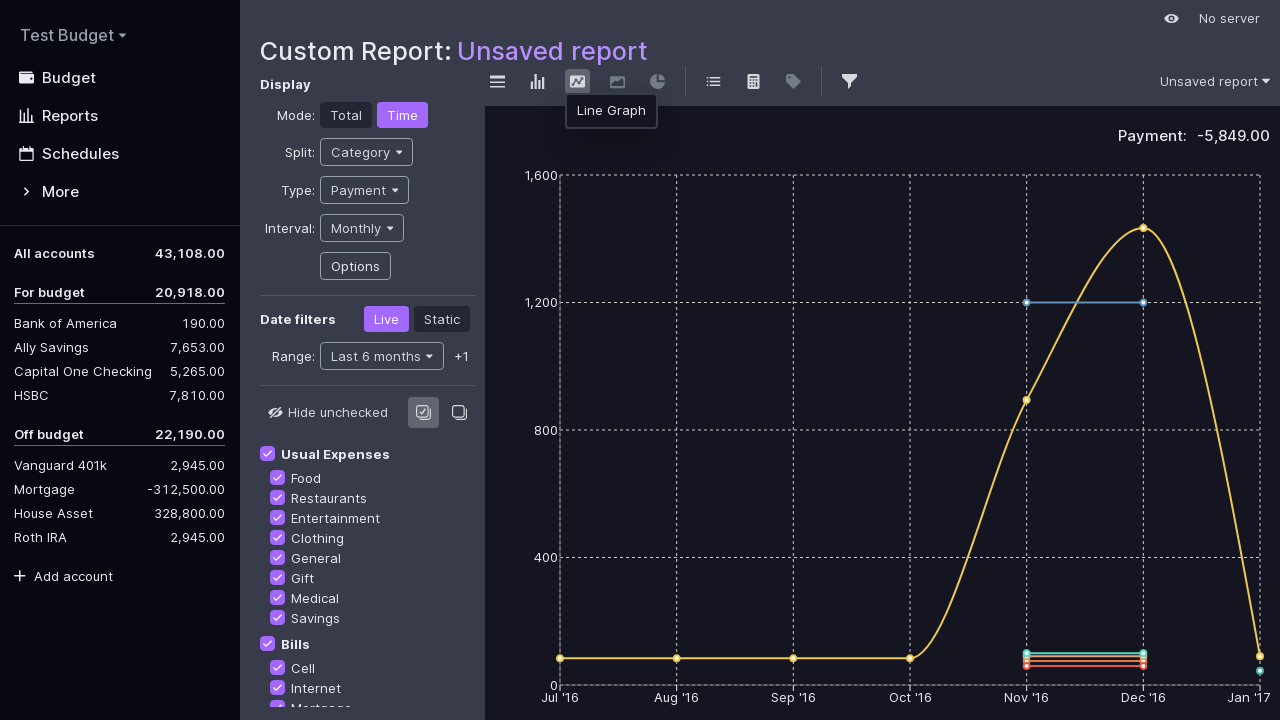 Test Budget
Budget
Reports
Schedules
More
All accounts 43,108.00
For budget 20,918.00
Bank of America 190.00
Ally Savings 7,653.00
Capital One Checking 5,265.00
HSBC 7,810.00
Off budget 22,190.00
Vanguard 401k 2,945.00
Mortgage -312,500.00
House Asset 328,800.00
Roth IRA 2,945.00
Add account
No server
Custom Report: Unsaved report
Display
Mode: Total Time
Split: Category
Type: Payment
Interval: Monthly
Options
Date filters Live Static
Range: Last 6 months +1
Hide unchecked
Usual Expenses
Food
Restaurants
Entertainment
Clothing
General
Gift
Medical
Savings
Bills
Cell
Internet
Mortgage
Unsaved report
Line Graph
Payment: -5,849.00
1,600
1,200
800
400
0
Jul '16 Aug '16 Sep '16 Oct '16 Nov '16 Dec '16 Jan '17